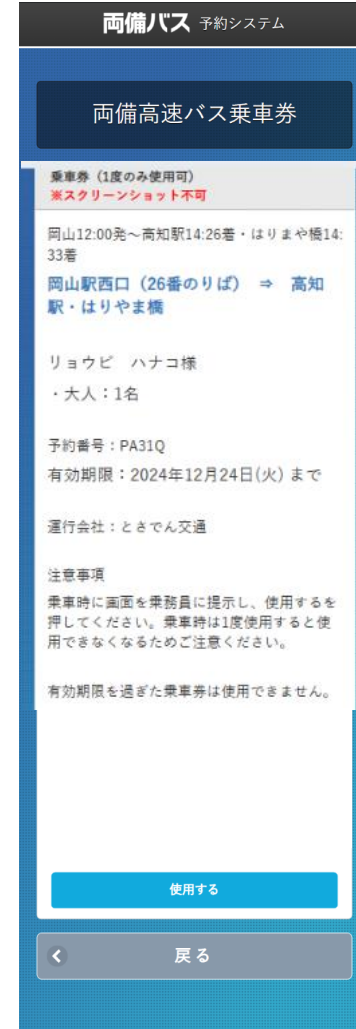 両備バス 予約システム
両備高速バス乗車券
乗車券（1度のみ使用可）
※スクリーンショット不可
岡山12:00発～高知駅14:26着・はりまや橋14:
33着
岡山駅西口（26番のりば） ⇒ 高知
駅・はりやま橋
リョウビ ハナコ様
・大人：1名
予約番号：PA31Q
有効期限：2024年12月24日(火) まで
運行会社：とさでん交通
注意事項
乗車時に画面を乗務員に提示し、使用するを
押してください。乗車時は1度使用すると使
用できなくなるためご注意ください。
有効期限を過ぎた乗車券は使用できません。
使用する
戻る